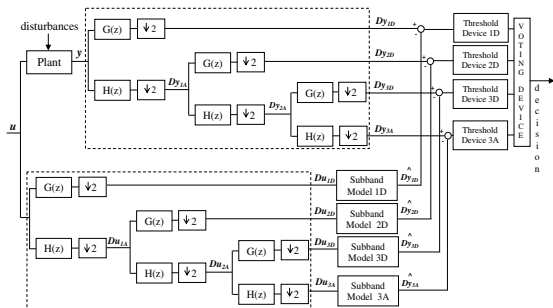 disturbances
Plant
y
u
G(z) ↓2
Dy1D
H(z) ↓2
Dy1A
G(z) ↓2
Dy2D
H(z) ↓2
Dy2A
G(z) ↓2
Dy3D
H(z) ↓2
Dy3A
+
-
+
-
+
-
+
-
Threshold
Device 1D
Threshold
Device 2D
Threshold
Device 3D
Threshold
Device 3A
VOTING DEVICE
decision
G(z) ↓2
Du1D
Subband
Model 1D
^
Dy1D
H(z) ↓2
Du1A
G(z) ↓2
Du2D
Subband
Model 2D
^
Dy2D
H(z) ↓2
Du2A
G(z) ↓2
Du3D
Subband
Model 3D
^
Dy3D
H(z) ↓2
Du3A
Subband
Model 3A
^
Dy3A